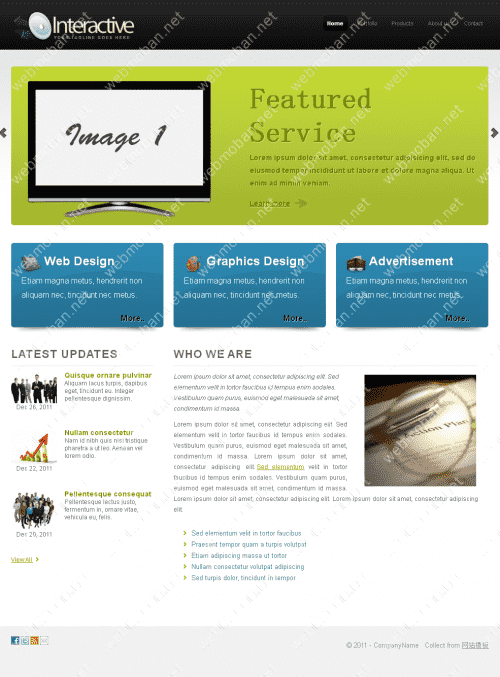 Interactive
YOUR TAGLINE GOES HERE
Home Portfolio Products About us Contact
Image 1
Featured
Service
Lorem ipsum dolor sit amet, consectetur adipisicing elit, sed do
eiusmod tempor incididunt ut labore et dolore magna aliqua. Ut
enim ad minim veniam.
Learn more
Web Design
Etiam magna metus, hendrerit non
aliquam nec, tincidunt nec metus.
More..
Graphics Design
Etiam magna metus, hendrerit non
aliquam nec, tincidunt nec metus.
More..
Advertisement
Etiam magna metus, hendrerit non
aliquam nec, tincidunt nec metus.
More..
LATEST UPDATES
Quisque ornare pulvinar
Aliquam lacus turpis, dapibus
eget, tincidunt eu. Integer
pellentesque dignissim.
Dec 26, 2011
Nullam consectetur
Nam id nibh quis nisl tristique
pharetra a ut leo. Aenean vel
lorem odio.
Dec 22, 2011
Pellentesque consequat
Pellentesque lectus justo,
fermentum in, ornare vitae,
vehicula eu, felis.
Dec 20, 2011
View All
WHO WE ARE
Lorem ipsum dolor sit amet, consectetur adipisicing elit. Sed
elementum velit in tortor faucibus id tempus enim sodales.
Vestibulum quam purus, euismod eget malesuada sit amet,
condimentum id massa.
Lorem ipsum dolor sit amet, consectetur adipisicing elit. Sed
elementum velit in tortor faucibus id tempus enim sodales.
Vestibulum quam purus, euismod eget malesuada sit amet,
condimentum id massa. Lorem ipsum dolor sit amet,
consectetur adipisicing elit. Sed elementum velit in tortor
faucibus id tempus enim sodales. Vestibulum quam purus,
euismod eget malesuada sit amet, condimentum id massa.
Lorem ipsum dolor sit amet, consectetur adipisicing elit. Lorem ipsum dolor sit amet, consectetur adipisicing
elit.
Sed elementum velit in tortor faucibus
Praesent tempor quam a turpis volutpat
Etiam adipiscing massa ut tortor
Nullam consectetur volutpat adipiscing
Sed turpis dolor, tincidunt in tempor
© 2011 - CompanyName Collect from 网站模板
webmoban.net